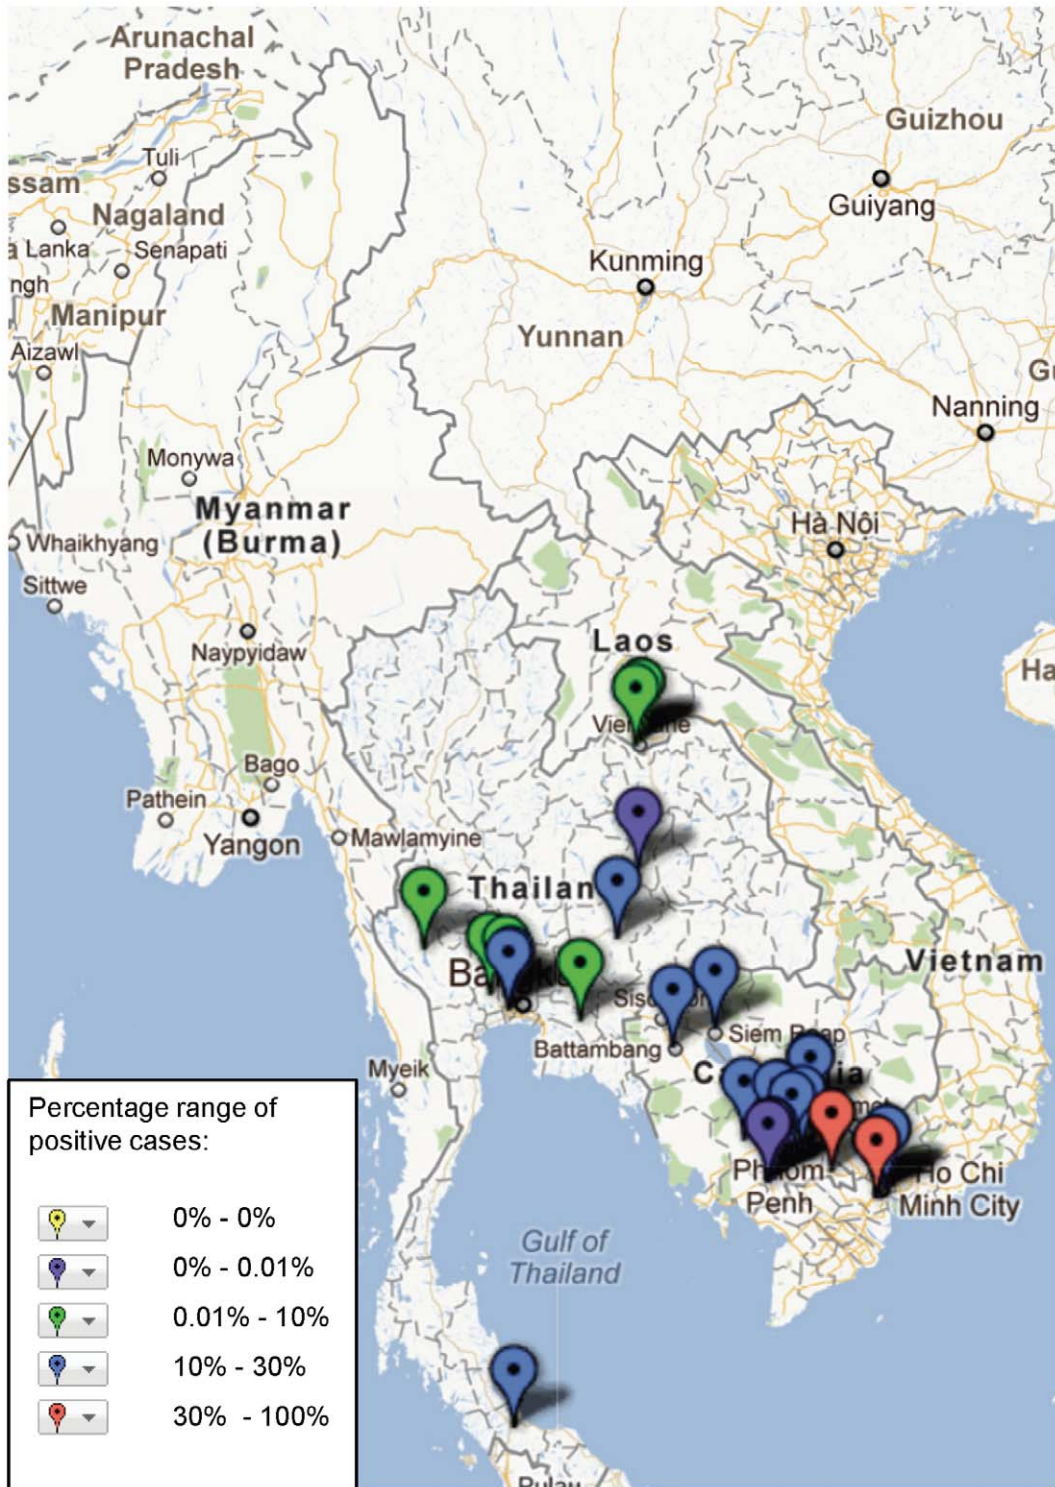 Arunachal
Pradesh
Guizhou
Tuli
ssam
Guiyang
Nagaland
Lanka
Senapati
Kunming
ngh
Manipur
Yunnan
Aizawl
Nanning
Monywa
Myanmar
(Burma)
Hà Nội
Whaikhyang
Sittwe
Laos
Naypyidaw
Ha
Bago
Pathein
Yangon
Mawlamyine
Thailan
Vietnam
Siem Reap
Battambang
Myeik
Phnom
Penh
Ho Chi
Minh City
Gulf of
Thailand
Pulau
Percentage range of
positive cases:
0% - 0%
0% - 0.01%
0.01% - 10%
10% - 30%
30% - 100%